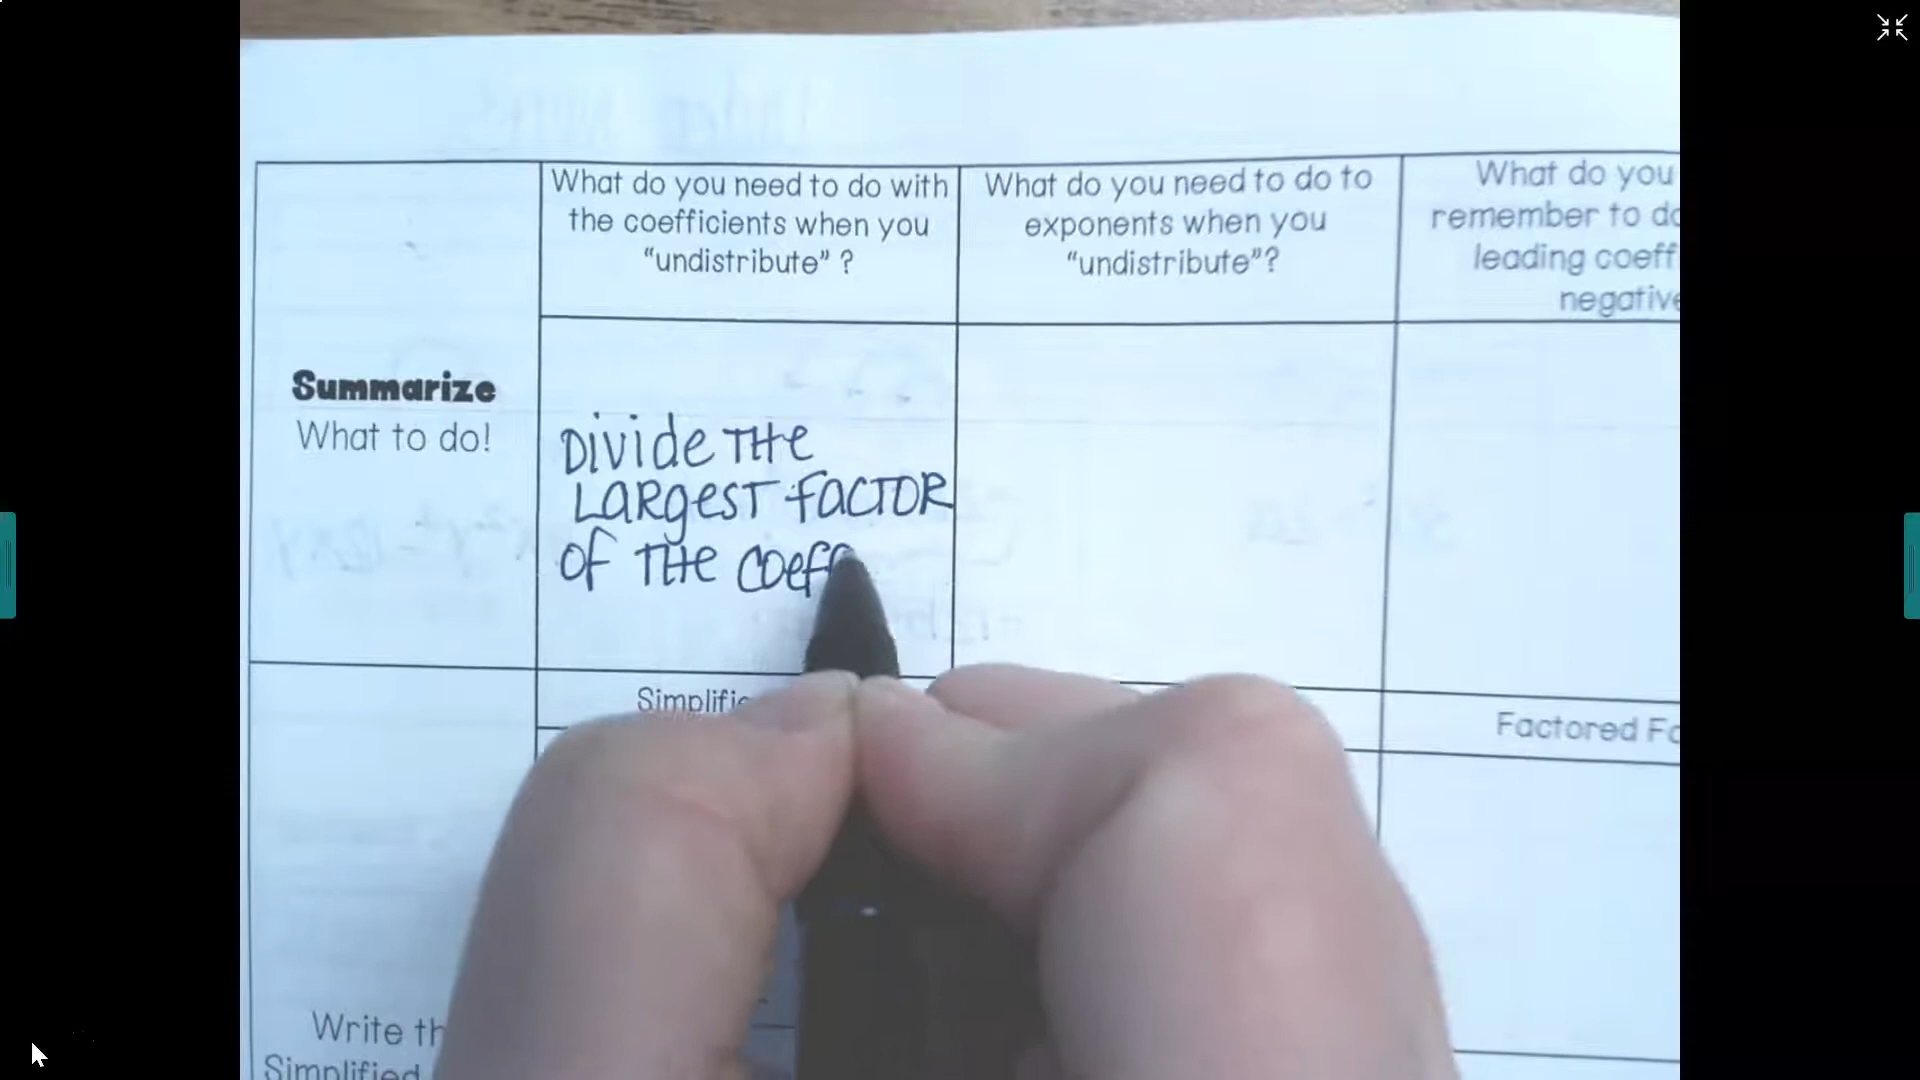 What do you need to do with
the coefficients when you
“undistribute” ?
What do you need to do to
exponents when you
“undistribute”?
What do you
remember to do
leading coeff
negative
Summarize
What to do!
Divide THE
LARgesT fACTOR
of THE coeff
Simplifie
Factored Fo
Write th
Simplified